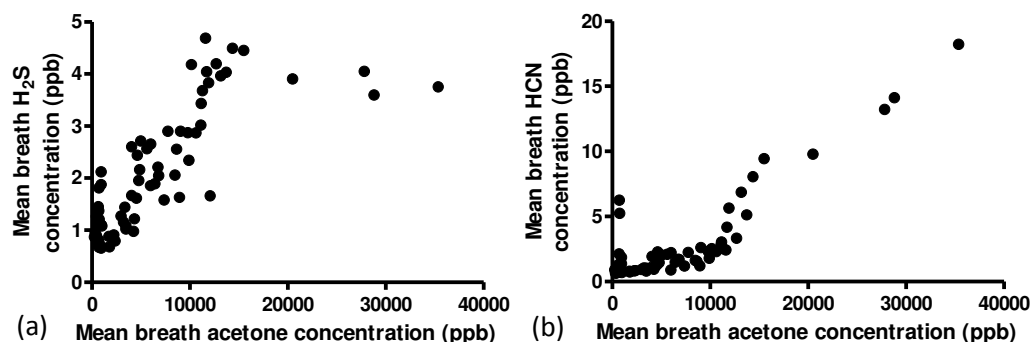 Mean breath H₂S
concentration (ppb)
5
4
3
2
1
0
0 10000 20000 30000 40000
(a) Mean breath acetone concentration (ppb)
Mean breath HCN
concentration (ppb)
20
15
10
5
0
0 10000 20000 30000 40000
(b) Mean breath acetone concentration (ppb)